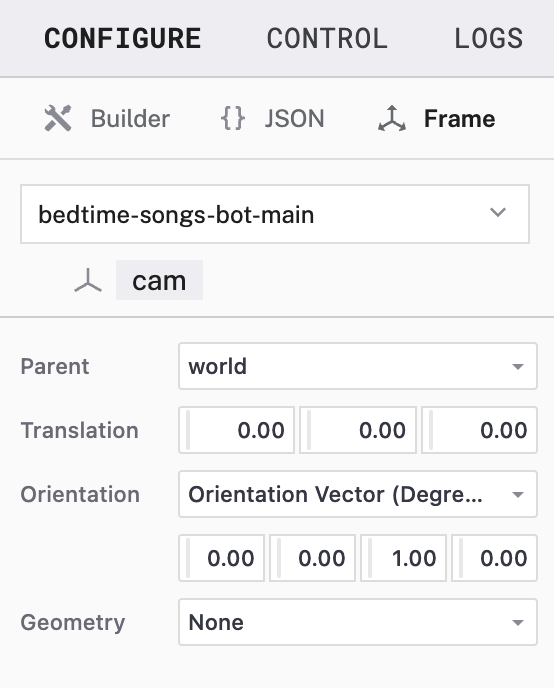 CONFIGURE CONTROL LOGS
Builder {} JSON Frame
bedtime-songs-bot-main
cam
Parent world
Translation 0.00 0.00 0.00
Orientation Orientation Vector (Degre...
0.00 0.00 1.00 0.00
Geometry None